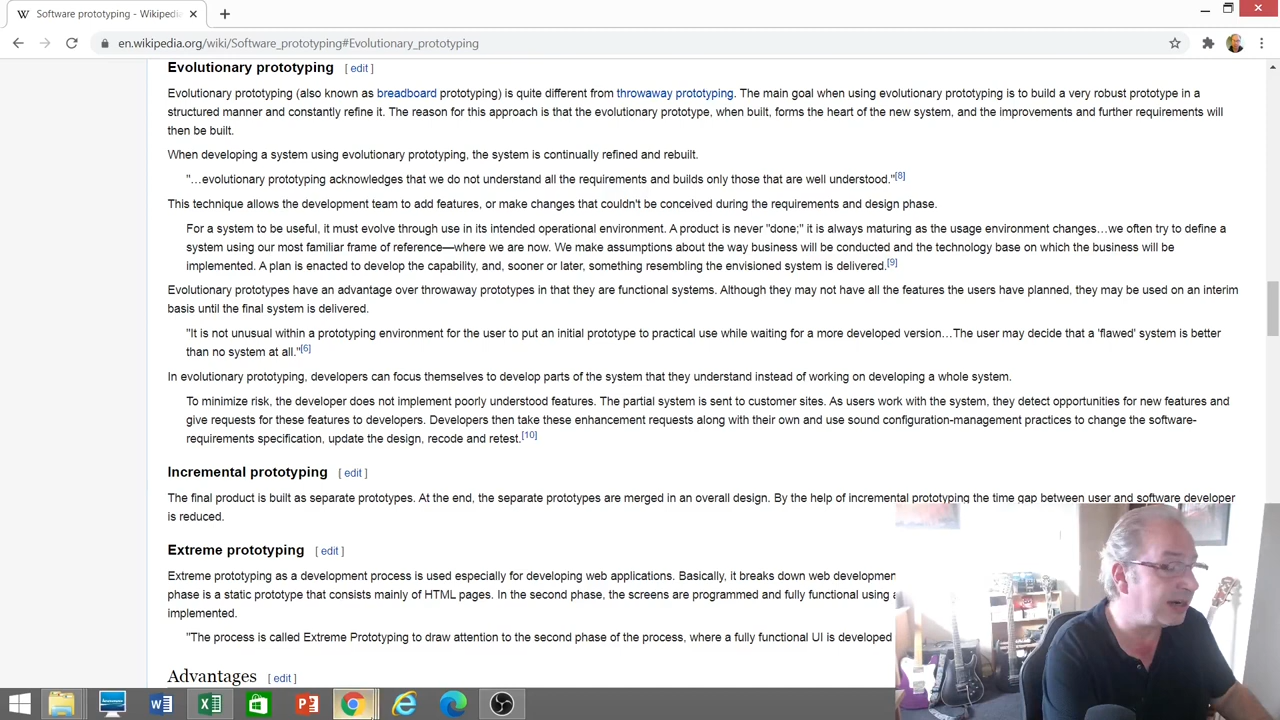 Software prototyping - Wikipedi
en.wikipedia.org/wiki/Software_prototyping#Evolutionary_prototyping
Evolutionary prototyping [ edit ]
Evolutionary prototyping (also known as breadboard prototyping) is quite different from throwaway prototyping. The main goal when using evolutionary prototyping is to build a very robust prototype in a
structured manner and constantly refine it. The reason for this approach is that the evolutionary prototype, when built, forms the heart of the new system, and the improvements and further requirements will
then be built.
When developing a system using evolutionary prototyping, the system is continually refined and rebuilt.
"…evolutionary prototyping acknowledges that we do not understand all the requirements and builds only those that are well understood."[8]
This technique allows the development team to add features, or make changes that couldn't be conceived during the requirements and design phase.
For a system to be useful, it must evolve through use in its intended operational environment. A product is never "done;" it is always maturing as the usage environment changes…we often try to define a
system using our most familiar frame of reference—where we are now. We make assumptions about the way business will be conducted and the technology base on which the business will be
implemented. A plan is enacted to develop the capability, and, sooner or later, something resembling the envisioned system is delivered.[9]
Evolutionary prototypes have an advantage over throwaway prototypes in that they are functional systems. Although they may not have all the features the users have planned, they may be used on an interim
basis until the final system is delivered.
"It is not unusual within a prototyping environment for the user to put an initial prototype to practical use while waiting for a more developed version…The user may decide that a 'flawed' system is better
than no system at all."[6]
In evolutionary prototyping, developers can focus themselves to develop parts of the system that they understand instead of working on developing a whole system.
To minimize risk, the developer does not implement poorly understood features. The partial system is sent to customer sites. As users work with the system, they detect opportunities for new features and
give requests for these features to developers. Developers then take these enhancement requests along with their own and use sound configuration-management practices to change the software-
requirements specification, update the design, recode and retest.[10]
Incremental prototyping [ edit ]
The final product is built as separate prototypes. At the end, the separate prototypes are merged in an overall design. By the help of incremental prototyping the time gap between user and software developer
is reduced.
Extreme prototyping [ edit ]
Extreme prototyping as a development process is used especially for developing web applications. Basically, it breaks down web developmen
phase is a static prototype that consists mainly of HTML pages. In the second phase, the screens are programmed and fully functional using a
implemented.
"The process is called Extreme Prototyping to draw attention to the second phase of the process, where a fully functional UI is developed
Advantages [ edit ]